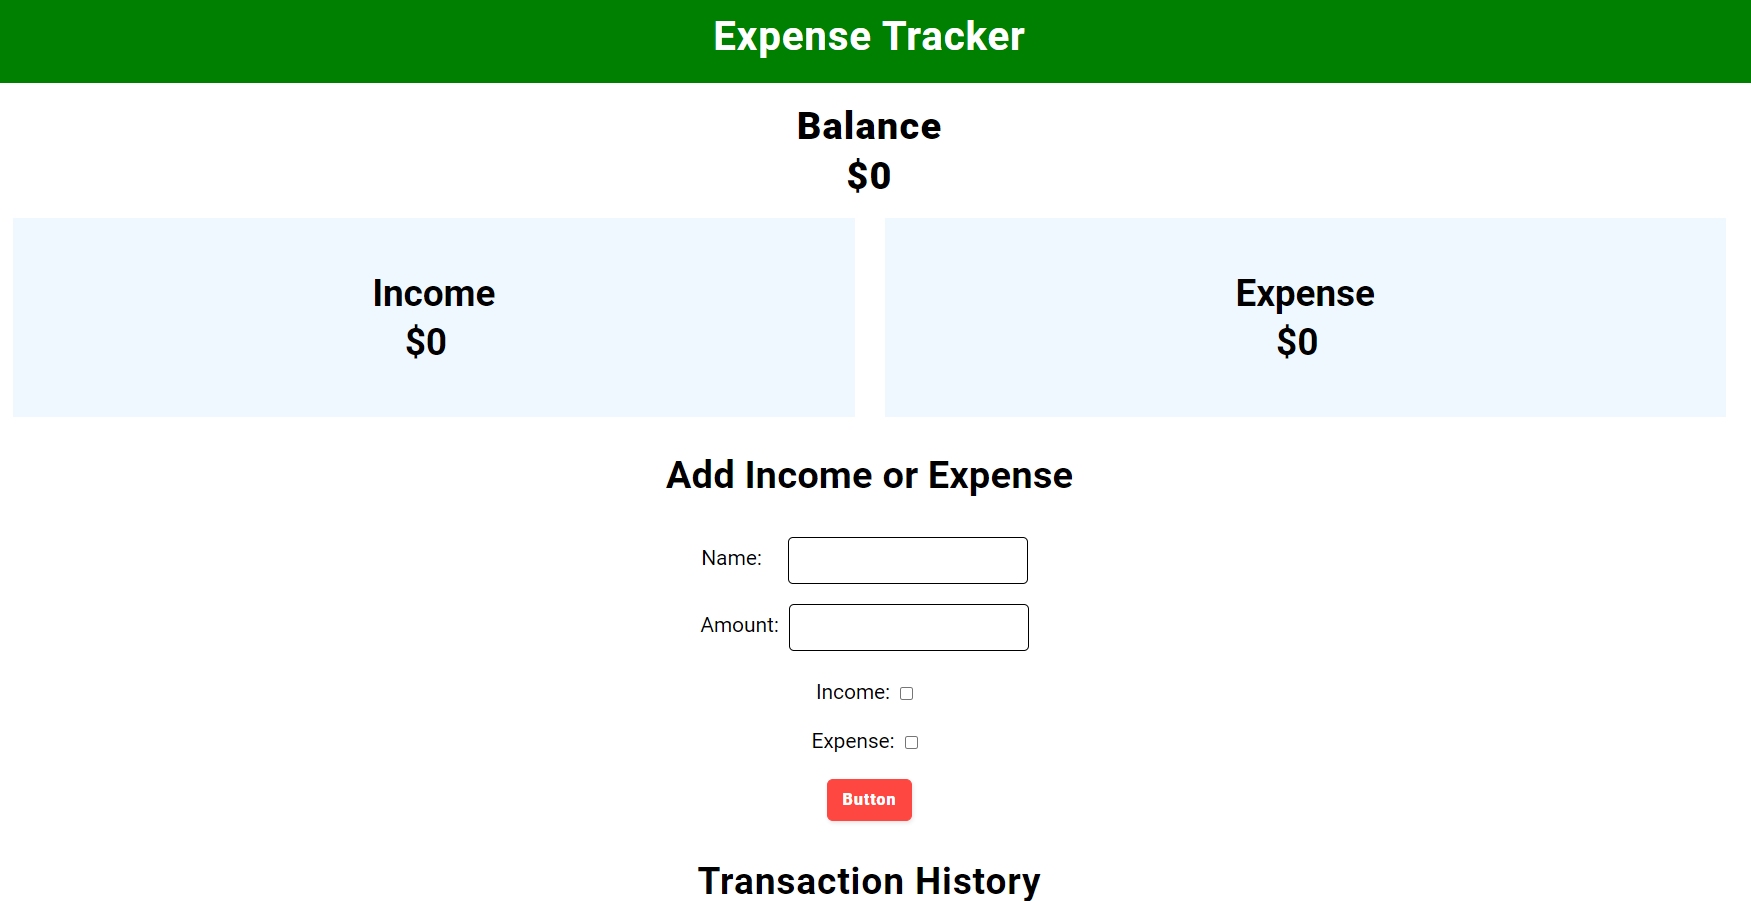 Expense Tracker
Balance
$0
Income
$0
Expense
$0
Add Income or Expense
Name:
Amount:
Income:
Expense:
Button
Transaction History